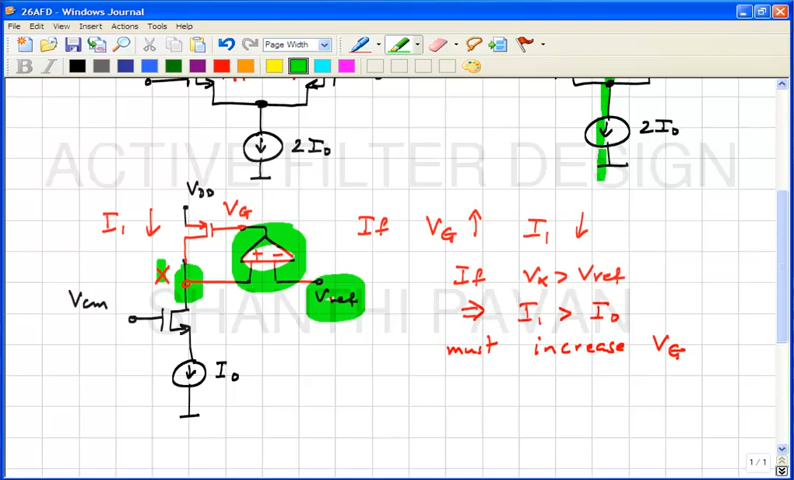 26AFD - Windows Journal
File Edit View Insert Actions Tools Help
Page Width
B I
2I0
2I0
ACTIVE FILTER DESIGN
VDD
I1 ↓
VG
If VG ↑ I1 ↓
+ -
X
If Vx > Vref
Vref
Vcm
SHANTHI PAVAN
⇒ I1 > I0
must increase VG
I0
1 / 1